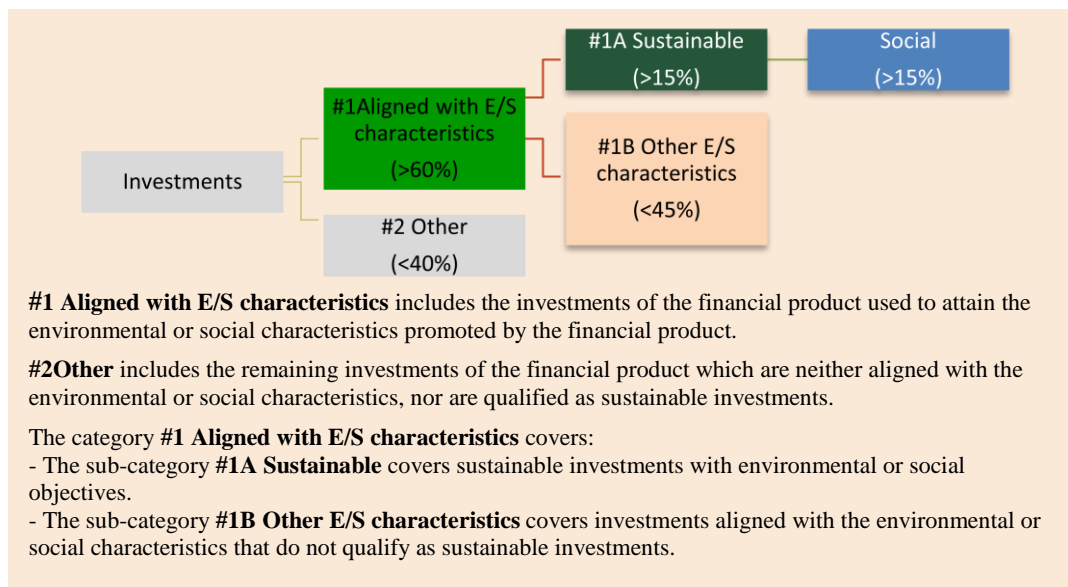 #1A Sustainable
(>15%)
Social
(>15%)
#1Aligned with E/S
characteristics
(>60%)
#1B Other E/S
characteristics
(<45%)
Investments
#2 Other
(<40%)
#1 Aligned with E/S characteristics includes the investments of the financial product used to attain the
environmental or social characteristics promoted by the financial product.
#2Other includes the remaining investments of the financial product which are neither aligned with the
environmental or social characteristics, nor are qualified as sustainable investments.
The category #1 Aligned with E/S characteristics covers:
- The sub-category #1A Sustainable covers sustainable investments with environmental or social
objectives.
- The sub-category #1B Other E/S characteristics covers investments aligned with the environmental or
social characteristics that do not qualify as sustainable investments.